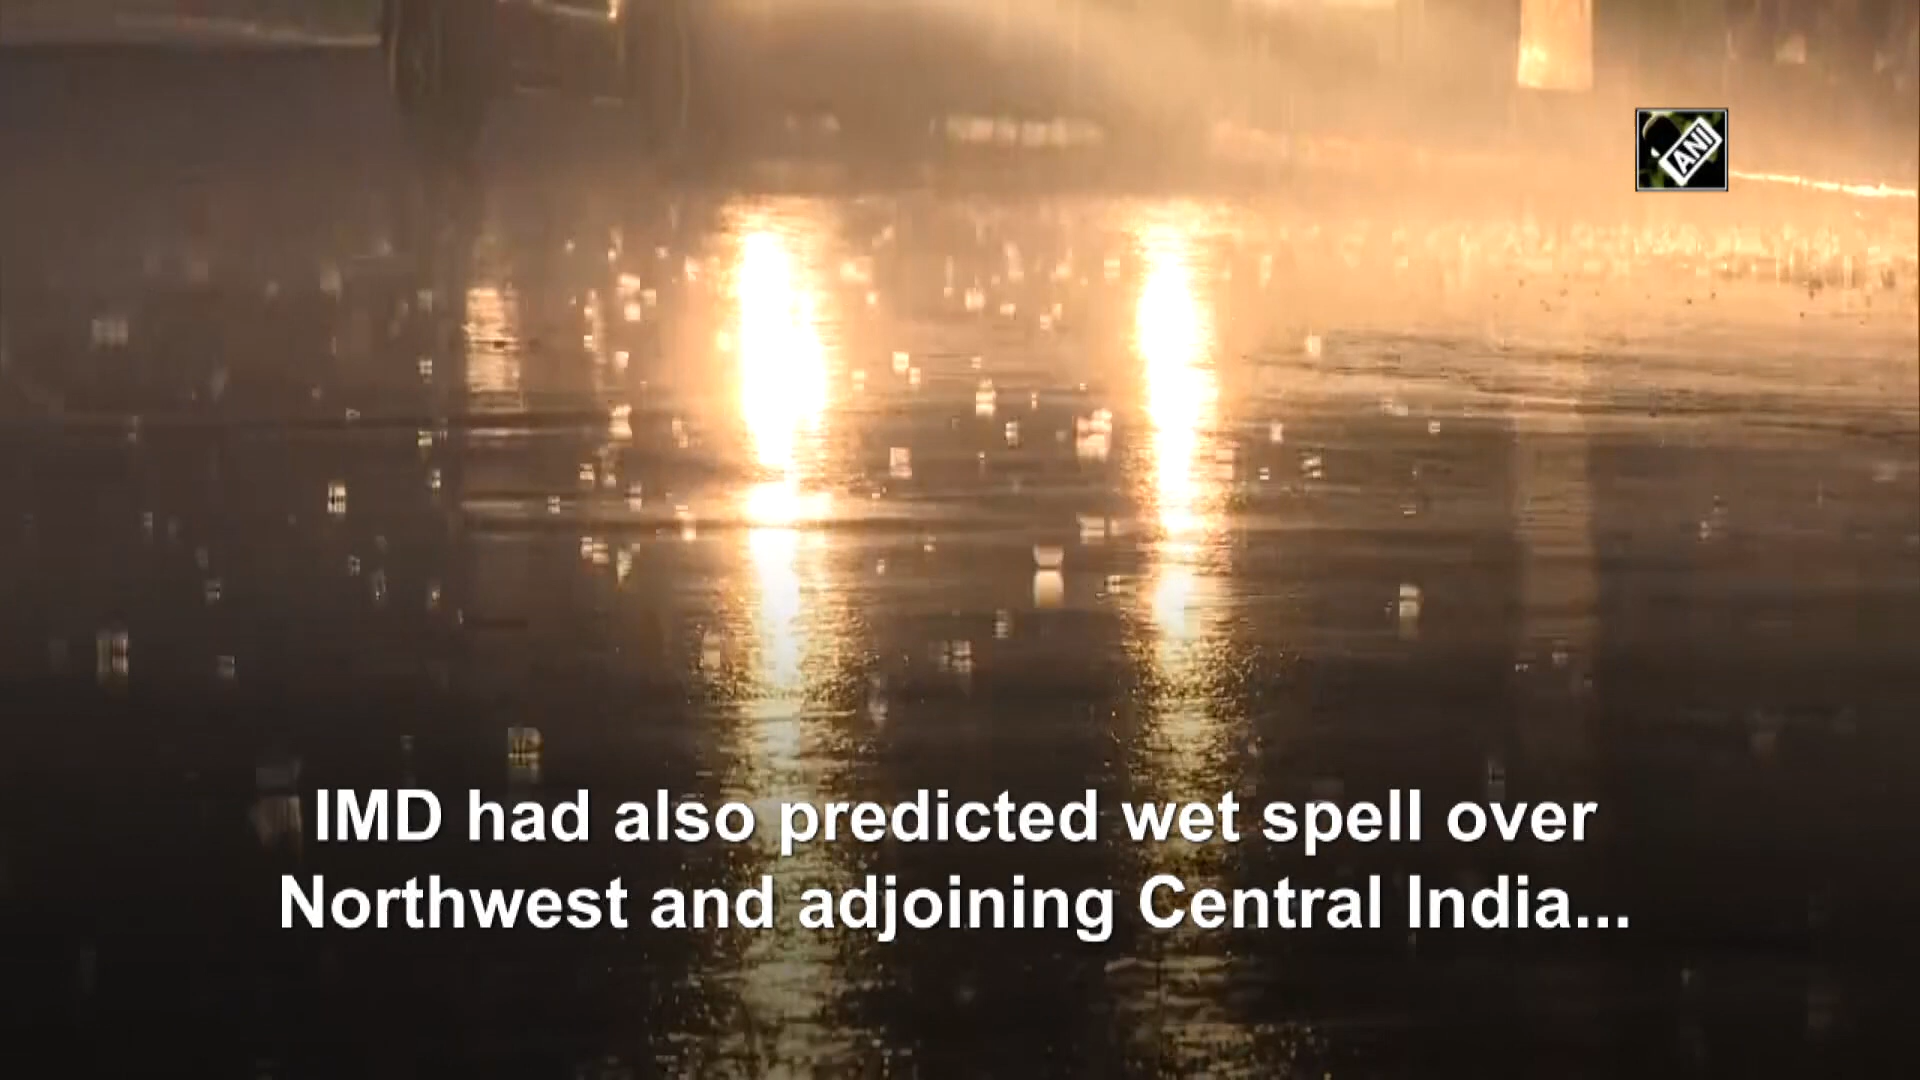 ANI
IMD had also predicted wet spell over
Northwest and adjoining Central India...